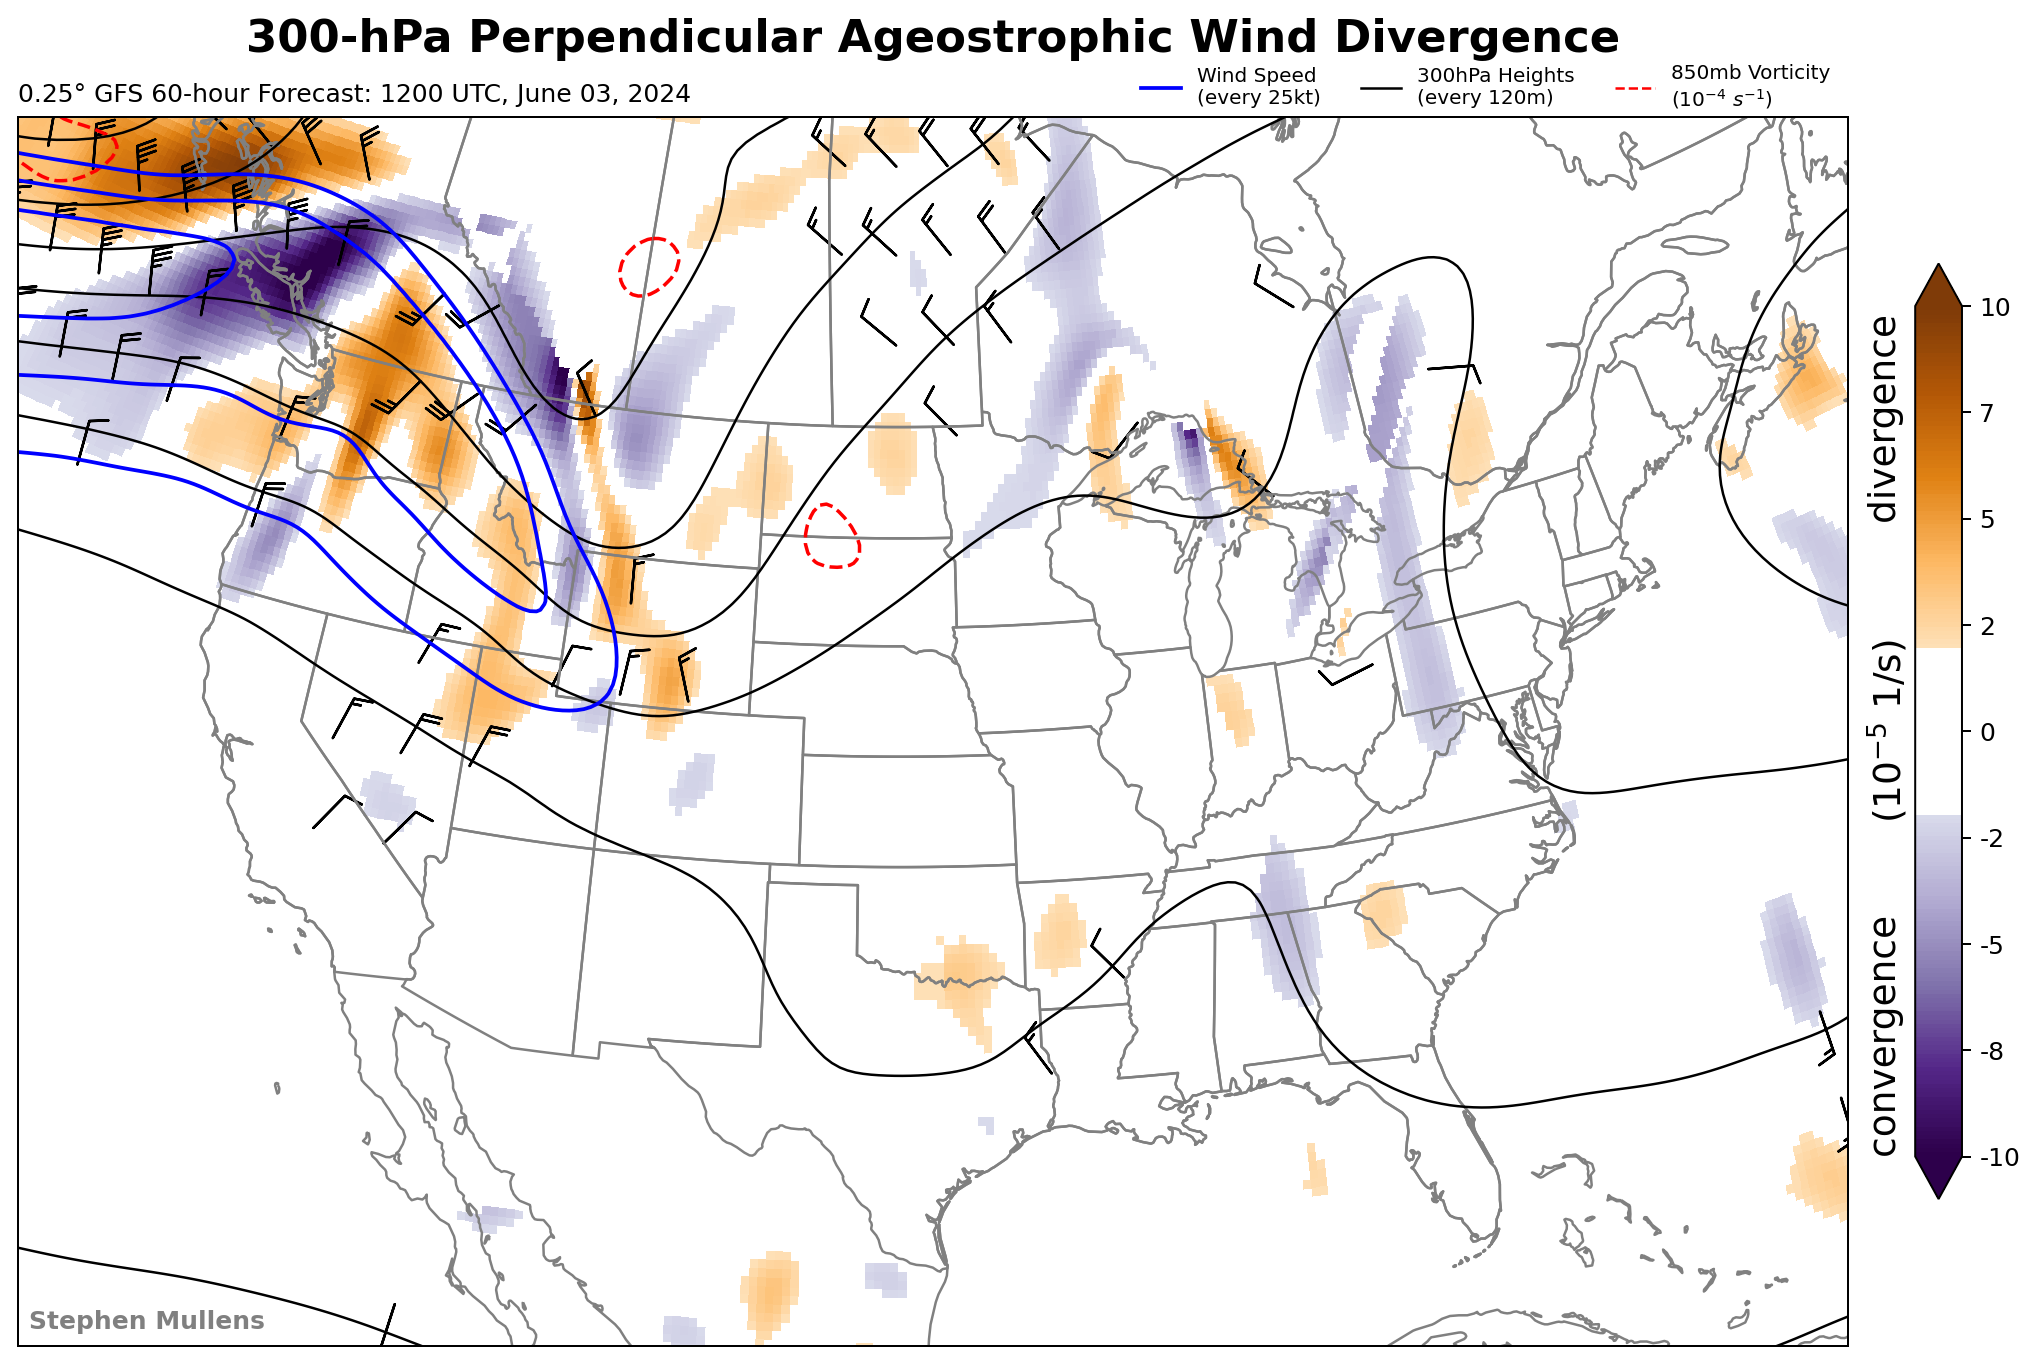 300-hPa Perpendicular Ageostrophic Wind Divergence
0.25° GFS 60-hour Forecast: 1200 UTC, June 03, 2024
Wind Speed
(every 25kt)
300hPa Heights
(every 120m)
850mb Vorticity
(10⁻⁴ s⁻¹)
10
7
5
2
0
-2
-5
-8
-10
convergence (10⁻⁵ 1/s) divergence
Stephen Mullens